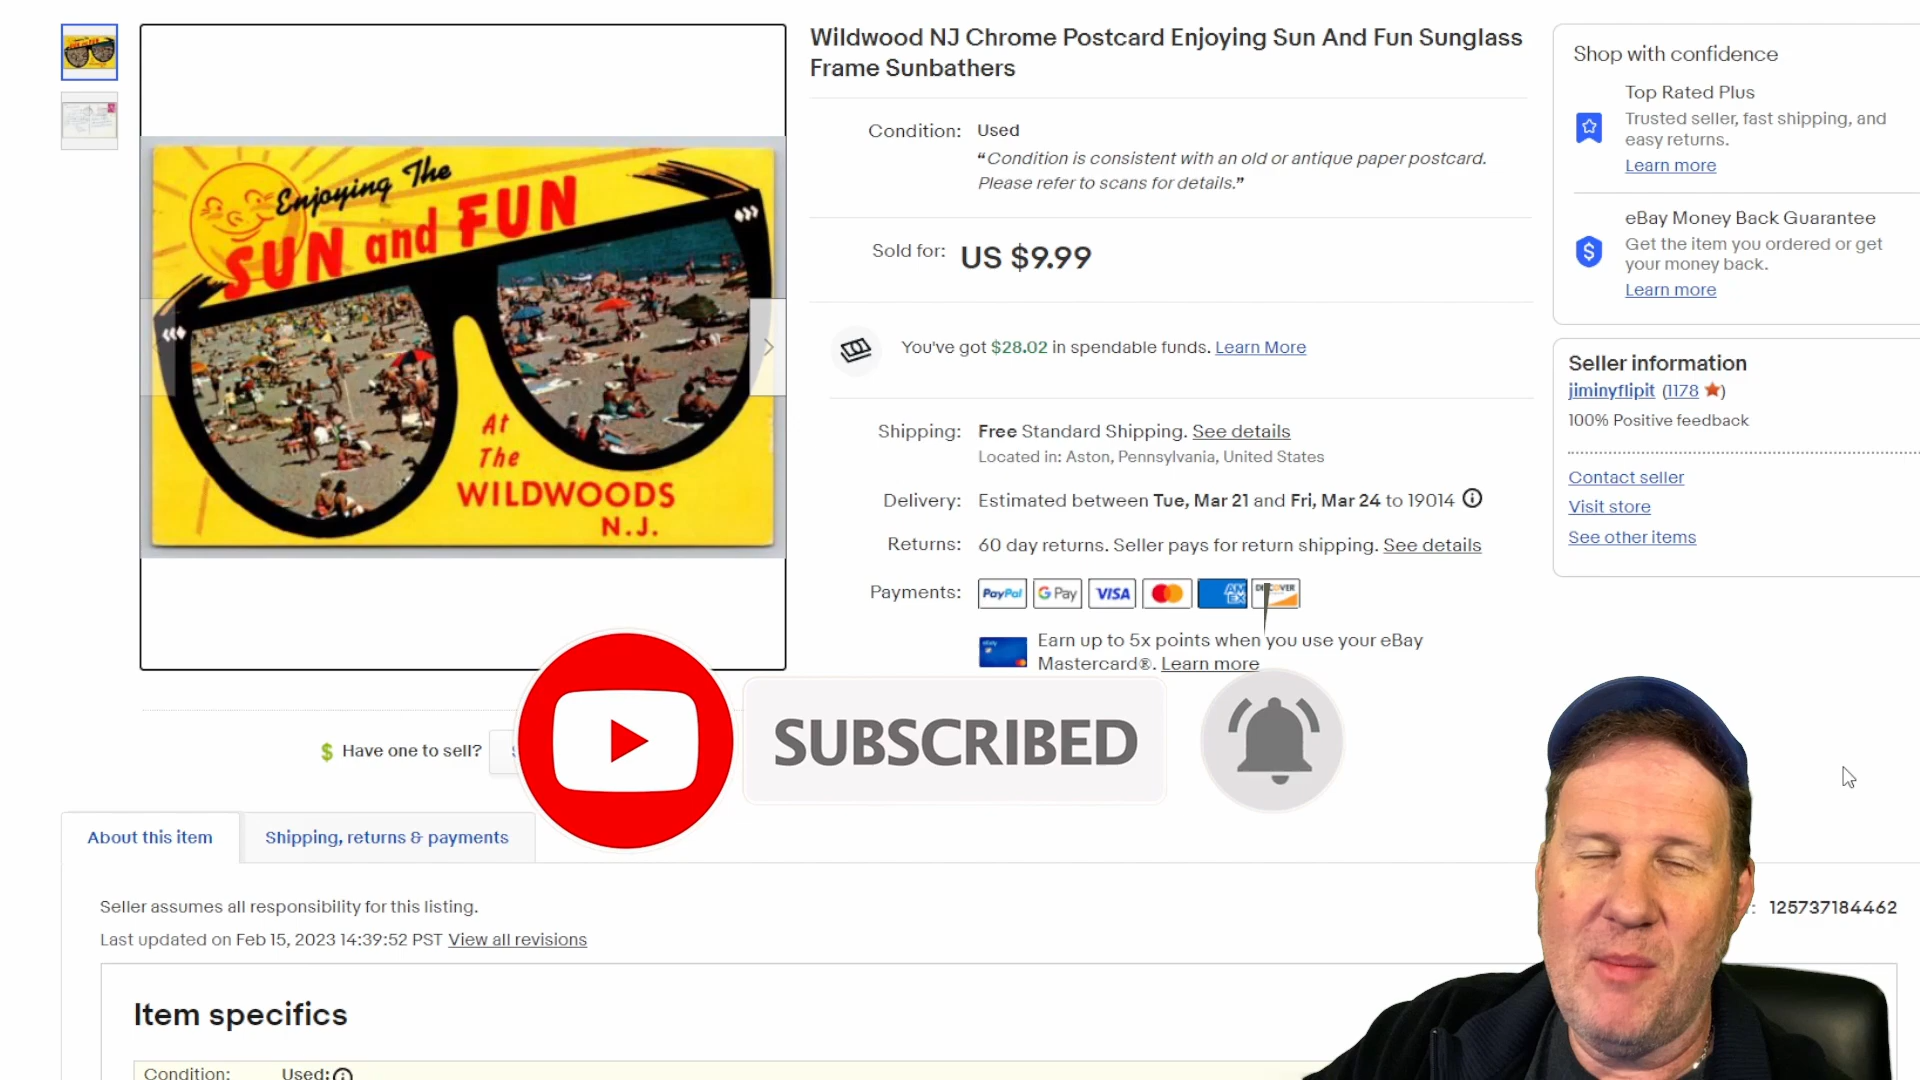 Wildwood NJ Chrome Postcard Enjoying Sun And Fun Sunglass
Frame Sunbathers
Enjoying The
SUN and FUN
At
The
WILDWOODS
N.J.
Condition: Used
“Condition is consistent with an old or antique paper postcard.
Please refer to scans for details.”
Sold for: US $9.99
You've got $28.02 in spendable funds. Learn More
Shipping: Free Standard Shipping. See details
Located in: Aston, Pennsylvania, United States
Delivery: Estimated between Tue, Mar 21 and Fri, Mar 24 to 19014
Returns: 60 day returns. Seller pays for return shipping. See details
Payments: PayPal G Pay VISA AM EX DISCOVER
Earn up to 5x points when you use your eBay
Mastercard®. Learn more
Shop with confidence
Top Rated Plus
Trusted seller, fast shipping, and
easy returns.
Learn more
eBay Money Back Guarantee
Get the item you ordered or get
your money back.
Learn more
Seller information
jiminyflipit (1178)
100% Positive feedback
Contact seller
Visit store
See other items
$ Have one to sell?
SUBSCRIBED
About this item
Shipping, returns & payments
Seller assumes all responsibility for this listing.
Last updated on Feb 15, 2023 14:39:52 PST View all revisions
: 125737184462
Item specifics
Condition: Used: